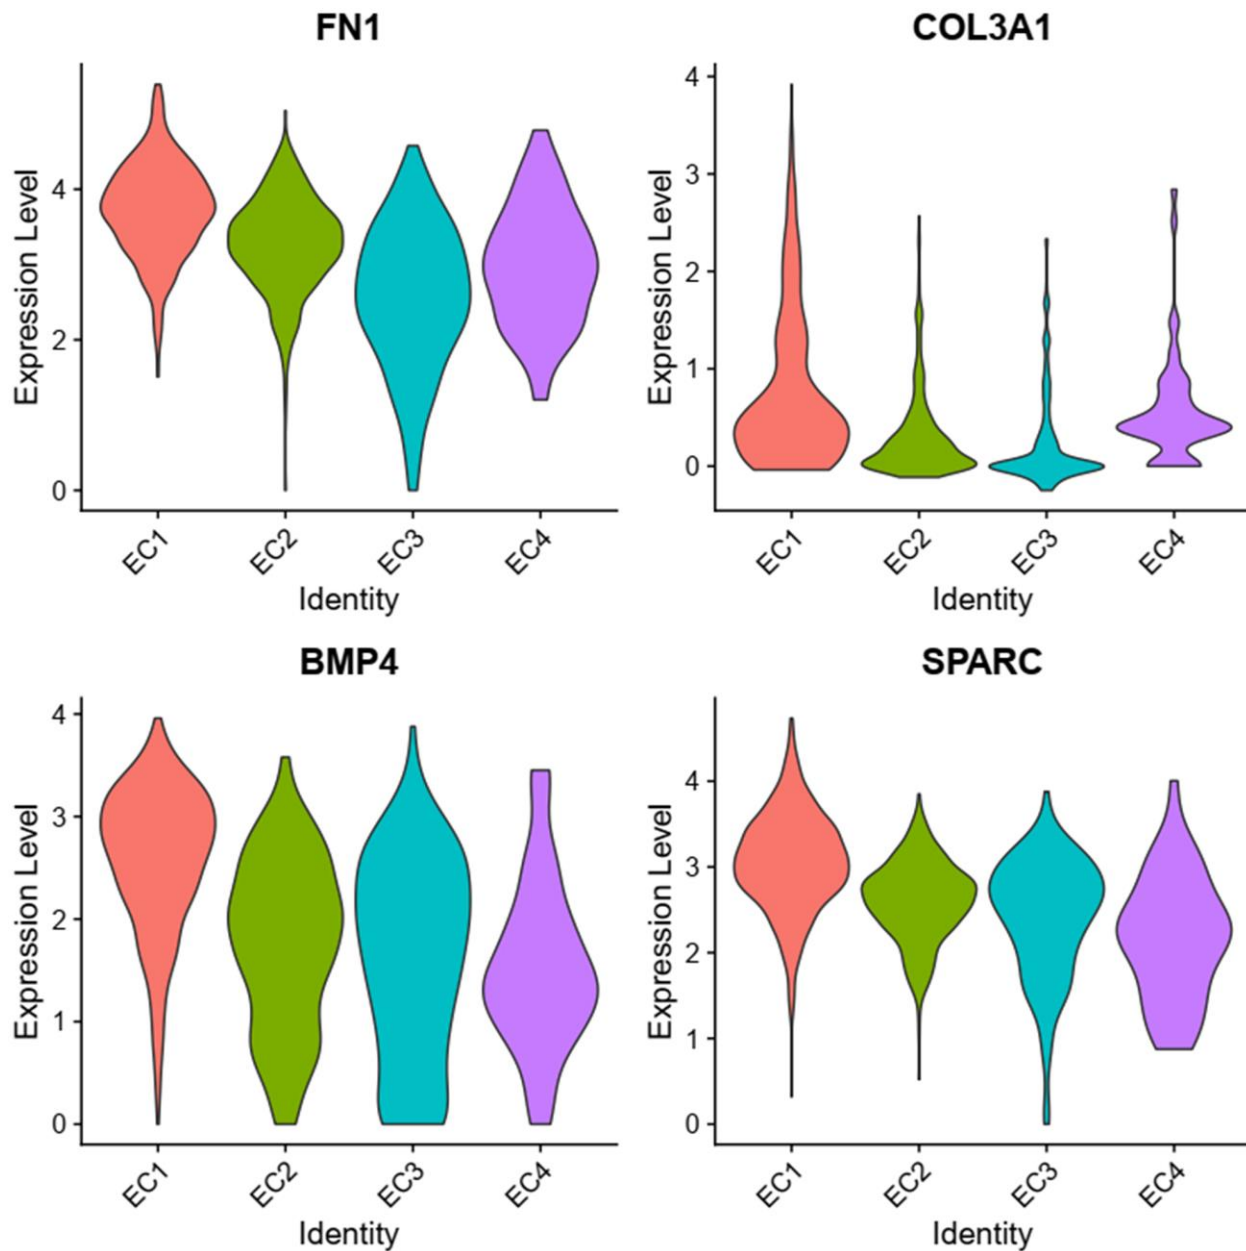 FN1
Expression Level
4
2
0
EC1 EC2 EC3 EC4
Identity
COL3A1
Expression Level
4
3
2
1
0
EC1 EC2 EC3 EC4
Identity
BMP4
Expression Level
4
3
2
1
0
EC1 EC2 EC3 EC4
Identity
SPARC
Expression Level
4
3
2
1
0
EC1 EC2 EC3 EC4
Identity